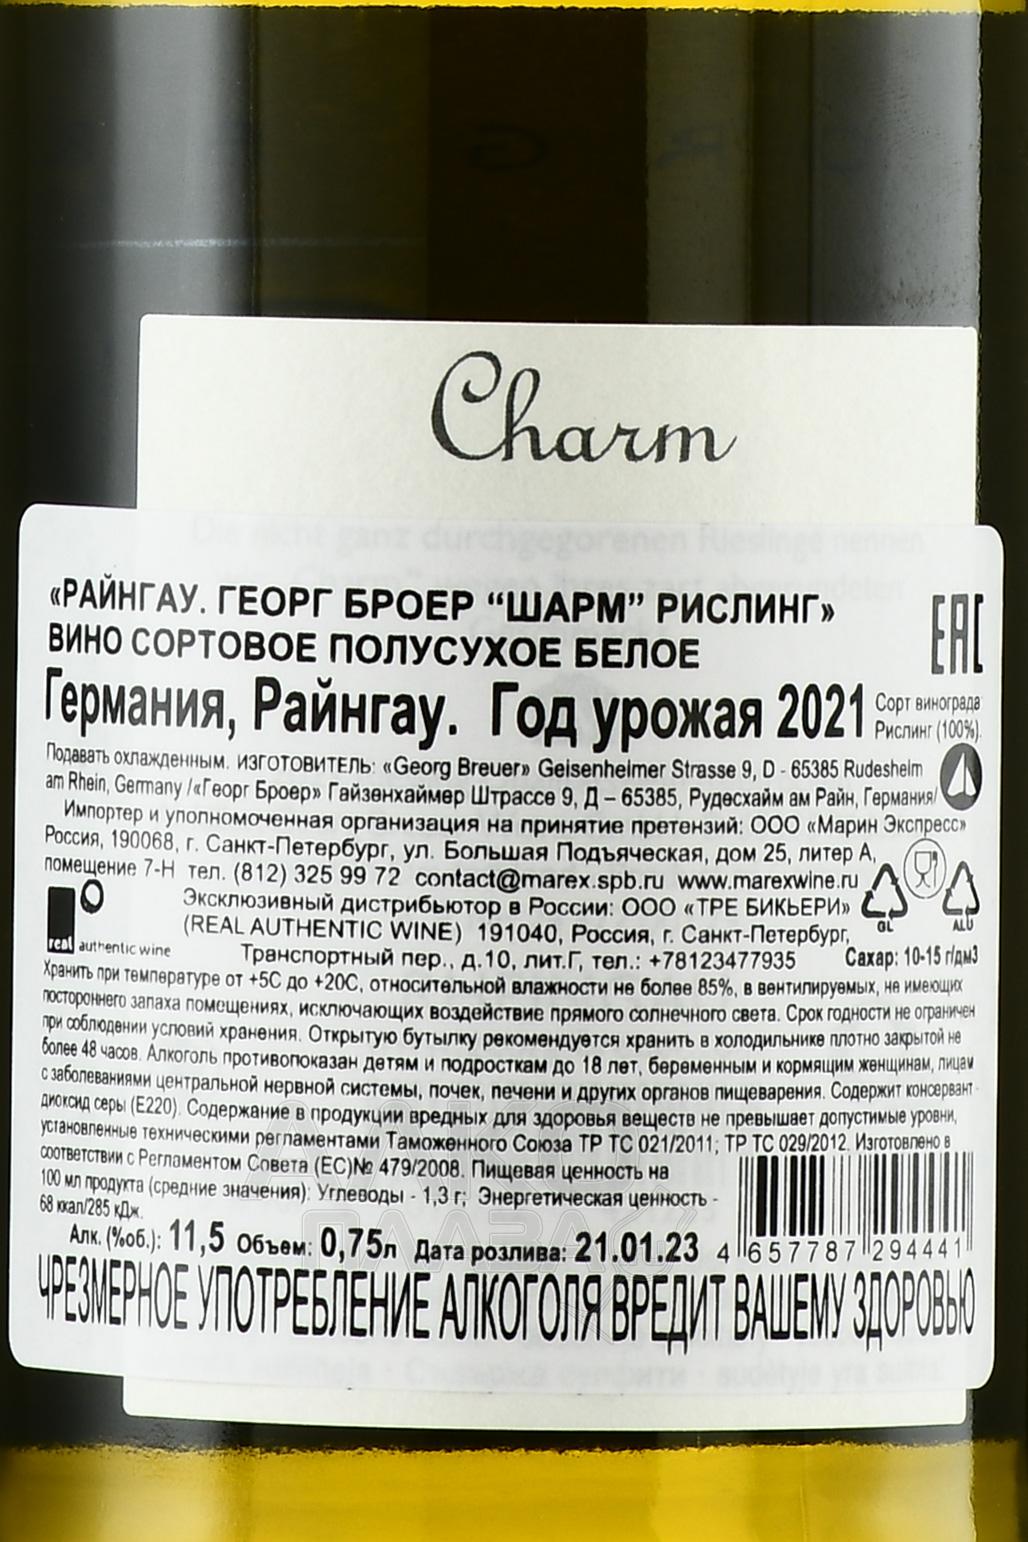 Charm
Die nicht ganz durchgegorenen Rieslinge nennen
«РАЙНГАУ. ГЕОРГ БРОЕР “ШАРМ” РИСЛИНГ»
ВИНО СОРТОВОЕ ПОЛУСУХОЕ БЕЛОЕ
EAC
Германия, Райнгау. Год урожая 2021
Сорт винограда
Рислинг (100%).
Подавать охлажденным. ИЗГОТОВИТЕЛЬ: «Georg Breuer» Geisenheimer Strasse 9, D - 65385 Rudesheim
am Rhein, Germany /«Георг Броер» Гайзенхаймер Штрассе 9, Д – 65385, Рудесхайм ам Райн, Германия/
Импортер и уполномоченная организация на принятие претензий: ООО «Марин Экспресс»
Россия, 190068, г. Санкт-Петербург, ул. Большая Подъяческая, дом 25, литер А,
помещение 7-Н тел. (812) 325 99 72 contact@marex.spb.ru www.marexwine.ru
GL ALU
real authentic wine
Эксклюзивный дистрибьютор в России: ООО «ТРЕ БИКЬЕРИ»
(REAL AUTHENTIC WINE) 191040, Россия, г. Санкт-Петербург,
Транспортный пер., д.10, лит.Г, тел.: +78123477935 Сахар: 10-15 г/дм3
Хранить при температуре от +5С до +20С, относительной влажности не более 85%, в вентилируемых, не имеющих
постороннего запаха помещениях, исключающих воздействие прямого солнечного света. Срок годности не ограничен
при соблюдении условий хранения. Открытую бутылку рекомендуется хранить в холодильнике плотно закрытой не
более 48 часов. Алкоголь противопоказан детям и подросткам до 18 лет, беременным и кормящим женщинам, лицам
с заболеваниями центральной нервной системы, почек, печени и других органов пищеварения. Содержит консервант
диоксид серы (Е220). Содержание в продукции вредных для здоровья веществ не превышает допустимые уровни,
установленные техническими регламентами Таможенного Союза ТР ТС 021/2011; ТР ТС 029/2012. Изготовлено в
соответствии с Регламентом Совета (ЕС)№ 479/2008. Пищевая ценность на
100 мл продукта (средние значения): Углеводы - 1,3 г; Энергетическая ценность -
68 ккал/285 кДж.
Алк. (%об.): 11,5 Объем: 0,75л Дата розлива: 21.01.23
4 657787 294441
ЧРЕЗМЕРНОЕ УПОТРЕБЛЕНИЕ АЛКОГОЛЯ ВРЕДИТ ВАШЕМУ ЗДОРОВЬЮ
АЛКО
ПЛАЗА